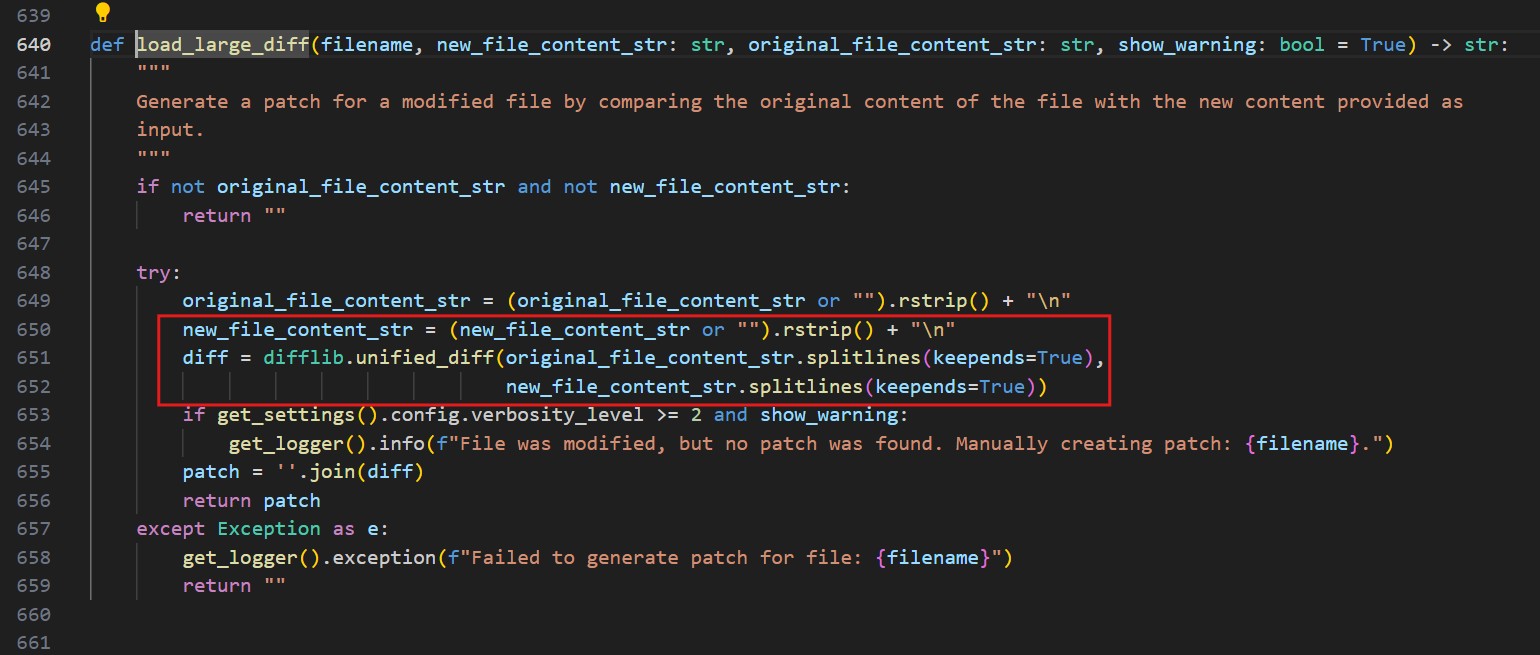 639
640 def load_large_diff(filename, new_file_content_str: str, original_file_content_str: str, show_warning: bool = True) -> str:
641     """
642     Generate a patch for a modified file by comparing the original content of the file with the new content provided as
643     input.
644     """
645     if not original_file_content_str and not new_file_content_str:
646         return ""
647
648     try:
649         original_file_content_str = (original_file_content_str or "").rstrip() + "\n"
650         new_file_content_str = (new_file_content_str or "").rstrip() + "\n"
651         diff = difflib.unified_diff(original_file_content_str.splitlines(keepends=True),
652                                     new_file_content_str.splitlines(keepends=True))
653         if get_settings().config.verbosity_level >= 2 and show_warning:
654             get_logger().info(f"File was modified, but no patch was found. Manually creating patch: {filename}.")
655         patch = ''.join(diff)
656         return patch
657     except Exception as e:
658         get_logger().exception(f"Failed to generate patch for file: {filename}")
659         return ""
660
661